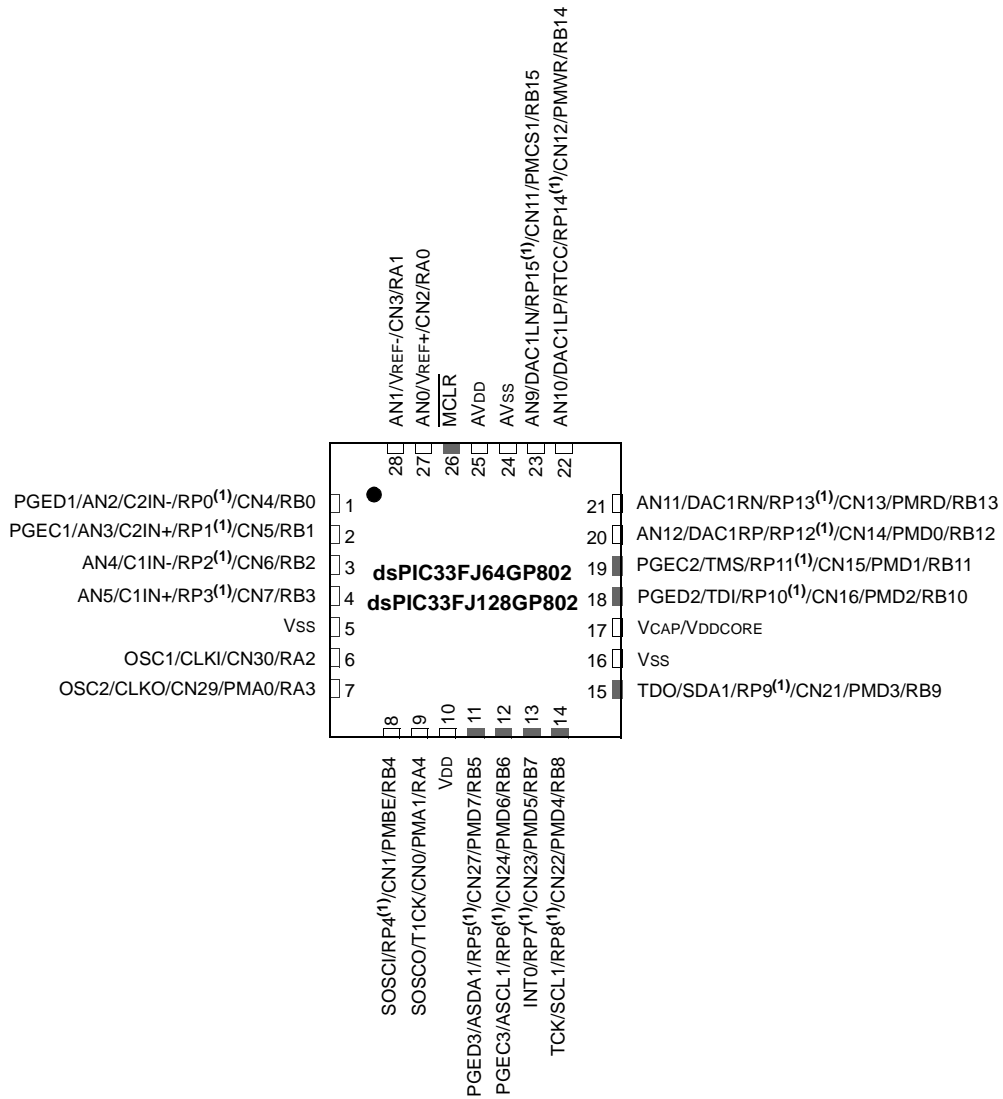 AN1/VREF-/CN3/RA1
AN0/VREF+/CN2/RA0
MCLR
AVDD
AVSS
AN9/DAC1LN/RP15(1)/CN11/PMCS1/RB15
AN10/DAC1LP/RTCC/RP14(1)/CN12/PMWR/RB14
28 27 26 25 24 23 22
PGED1/AN2/C2IN-/RP0(1)/CN4/RB0 1
PGEC1/AN3/C2IN+/RP1(1)/CN5/RB1 2
AN4/C1IN-/RP2(1)/CN6/RB2 3
AN5/C1IN+/RP3(1)/CN7/RB3 4
VSS 5
OSC1/CLKI/CN30/RA2 6
OSC2/CLKO/CN29/PMA0/RA3 7
dsPIC33FJ64GP802
dsPIC33FJ128GP802
21 AN11/DAC1RN/RP13(1)/CN13/PMRD/RB13
20 AN12/DAC1RP/RP12(1)/CN14/PMD0/RB12
19 PGEC2/TMS/RP11(1)/CN15/PMD1/RB11
18 PGED2/TDI/RP10(1)/CN16/PMD2/RB10
17 VCAP/VDDCORE
16 VSS
15 TDO/SDA1/RP9(1)/CN21/PMD3/RB9
8 9 10 11 12 13 14
SOSCI/RP4(1)/CN1/PMBE/RB4
SOSCO/T1CK/CN0/PMA1/RA4
VDD
PGED3/ASDA1/RP5(1)/CN27/PMD7/RB5
PGEC3/ASCL1/RP6(1)/CN24/PMD6/RB6
INT0/RP7(1)/CN23/PMD5/RB7
TCK/SCL1/RP8(1)/CN22/PMD4/RB8